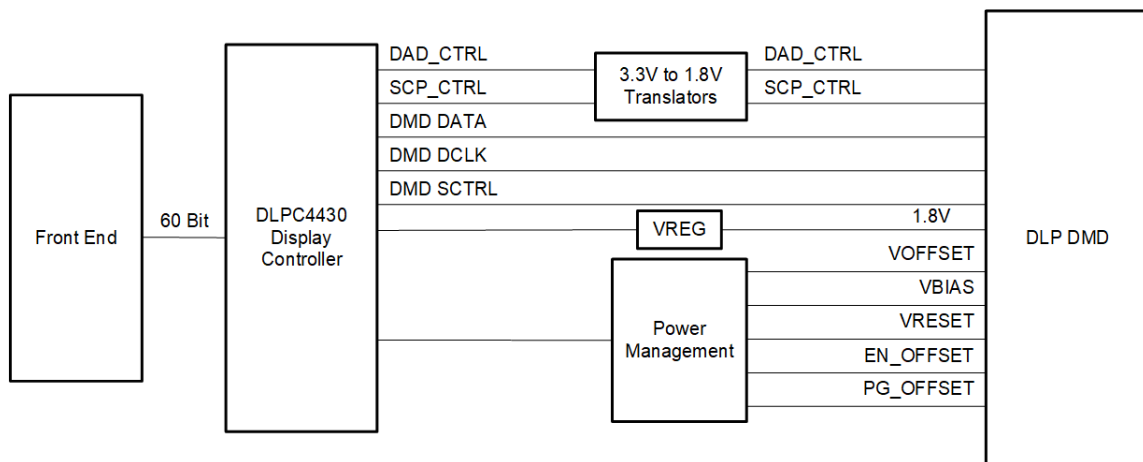 DAD_CTRL
SCP_CTRL
DMD DATA
DMD DCLK
DMD SCTRL
3.3V to 1.8V
Translators
DAD_CTRL
SCP_CTRL
Front End
60 Bit
DLPC4430
Display
Controller
VREG
1.8V
DLP DMD
VOFFSET
VBIAS
VRESET
EN_OFFSET
PG_OFFSET
Power
Management